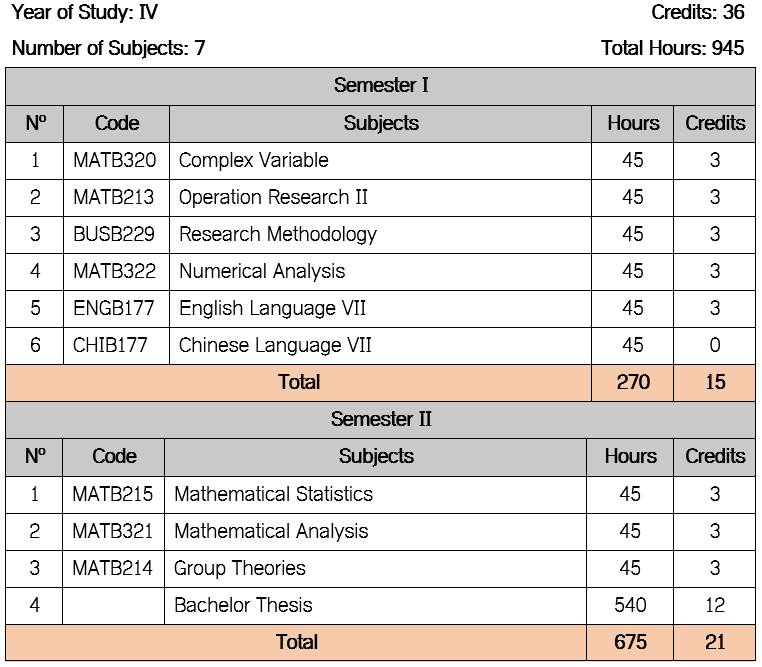 Year of Study: IV Credits: 36
Number of Subjects: 7 Total Hours: 945
Semester I
Nº Code Subjects Hours Credits
1 MATB320 Complex Variable 45 3
2 MATB213 Operation Research II 45 3
3 BUSB229 Research Methodology 45 3
4 MATB322 Numerical Analysis 45 3
5 ENGB177 English Language VII 45 3
6 CHIB177 Chinese Language VII 45 0
Total 270 15
Semester II
Nº Code Subjects Hours Credits
1 MATB215 Mathematical Statistics 45 3
2 MATB321 Mathematical Analysis 45 3
3 MATB214 Group Theories 45 3
4 Bachelor Thesis 540 12
Total 675 21